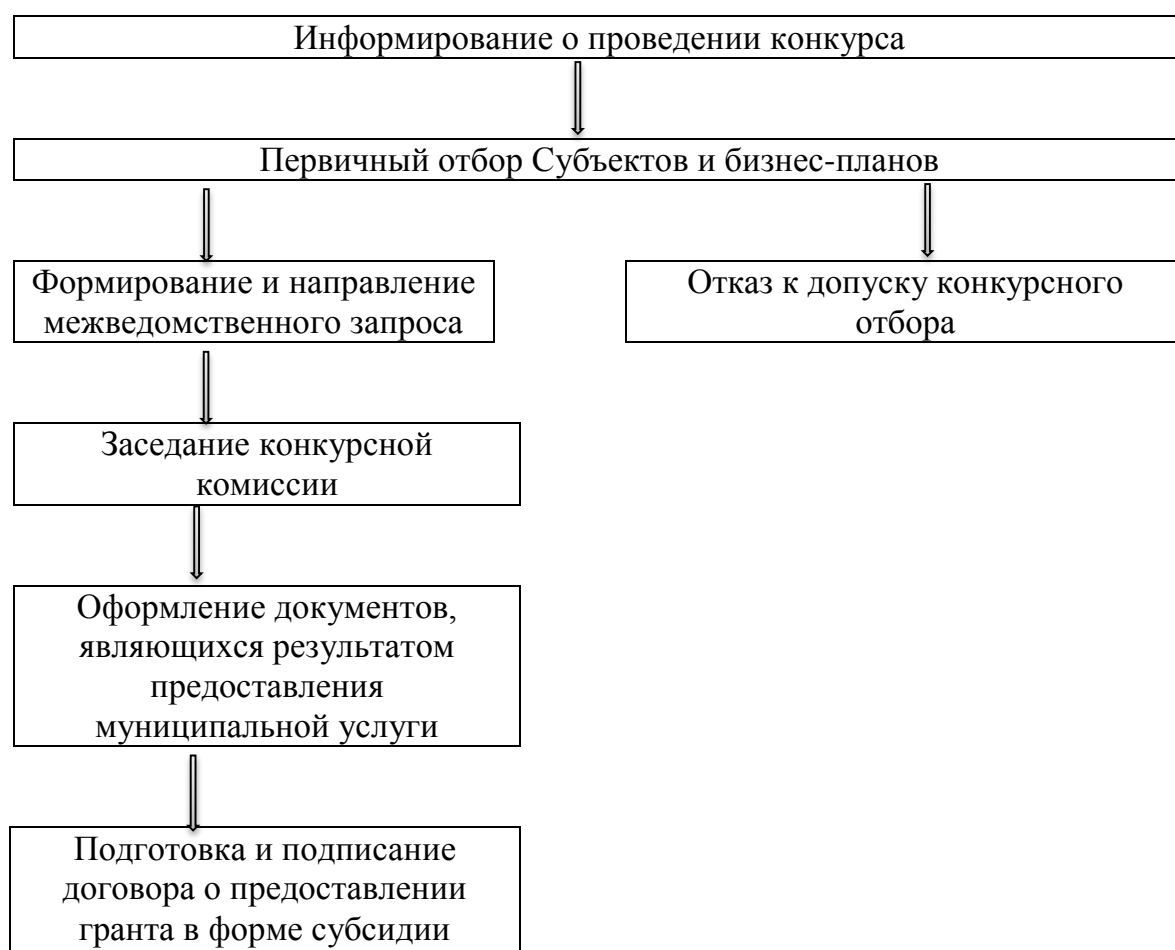 Информирование о проведении конкурса
Первичный отбор Субъектов и бизнес-планов
Формирование и направление
межведомственного запроса
Отказ к допуску конкурсного
отбора
Заседание конкурсной
комиссии
Оформление документов,
являющихся результатом
предоставления
муниципальной услуги
Подготовка и подписание
договора о предоставлении
гранта в форме субсидии